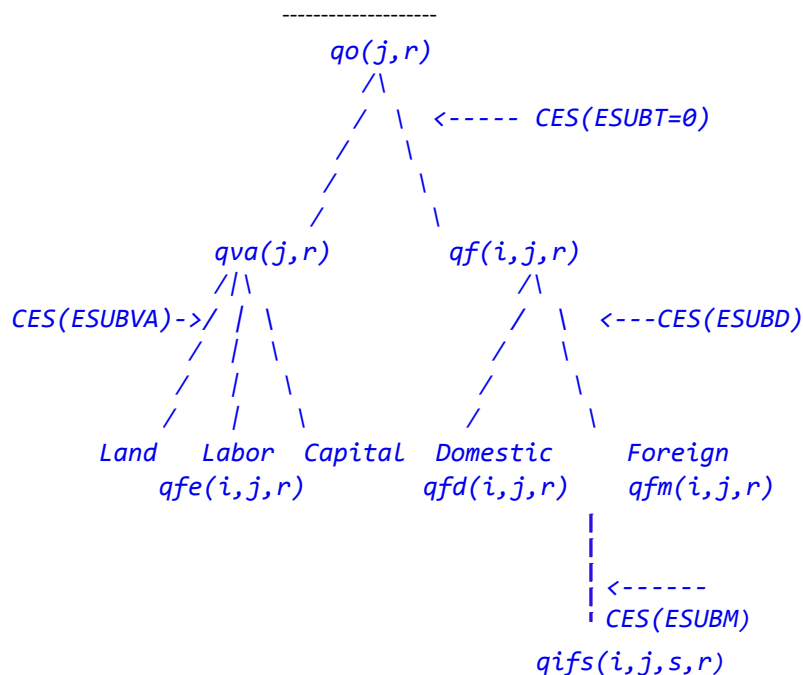 --------------------
qo(j,r)
/\
/  \  <----- CES(ESUBT=0)
/    \
/      \
/        \
qva(j,r)  qf(i,j,r)
/|\  /\
CES(ESUBVA)->/ | \  /  \  <---CES(ESUBD)
/  |  \  /    \
/   |   \  /      \
/    |    \  /        \
Land  Labor  Capital  Domestic  Foreign
qfe(i,j,r)  qfd(i,j,r)  qfm(i,j,r)
|
|
|
| <------
' CES(ESUBM)
qifs(i,j,s,r)